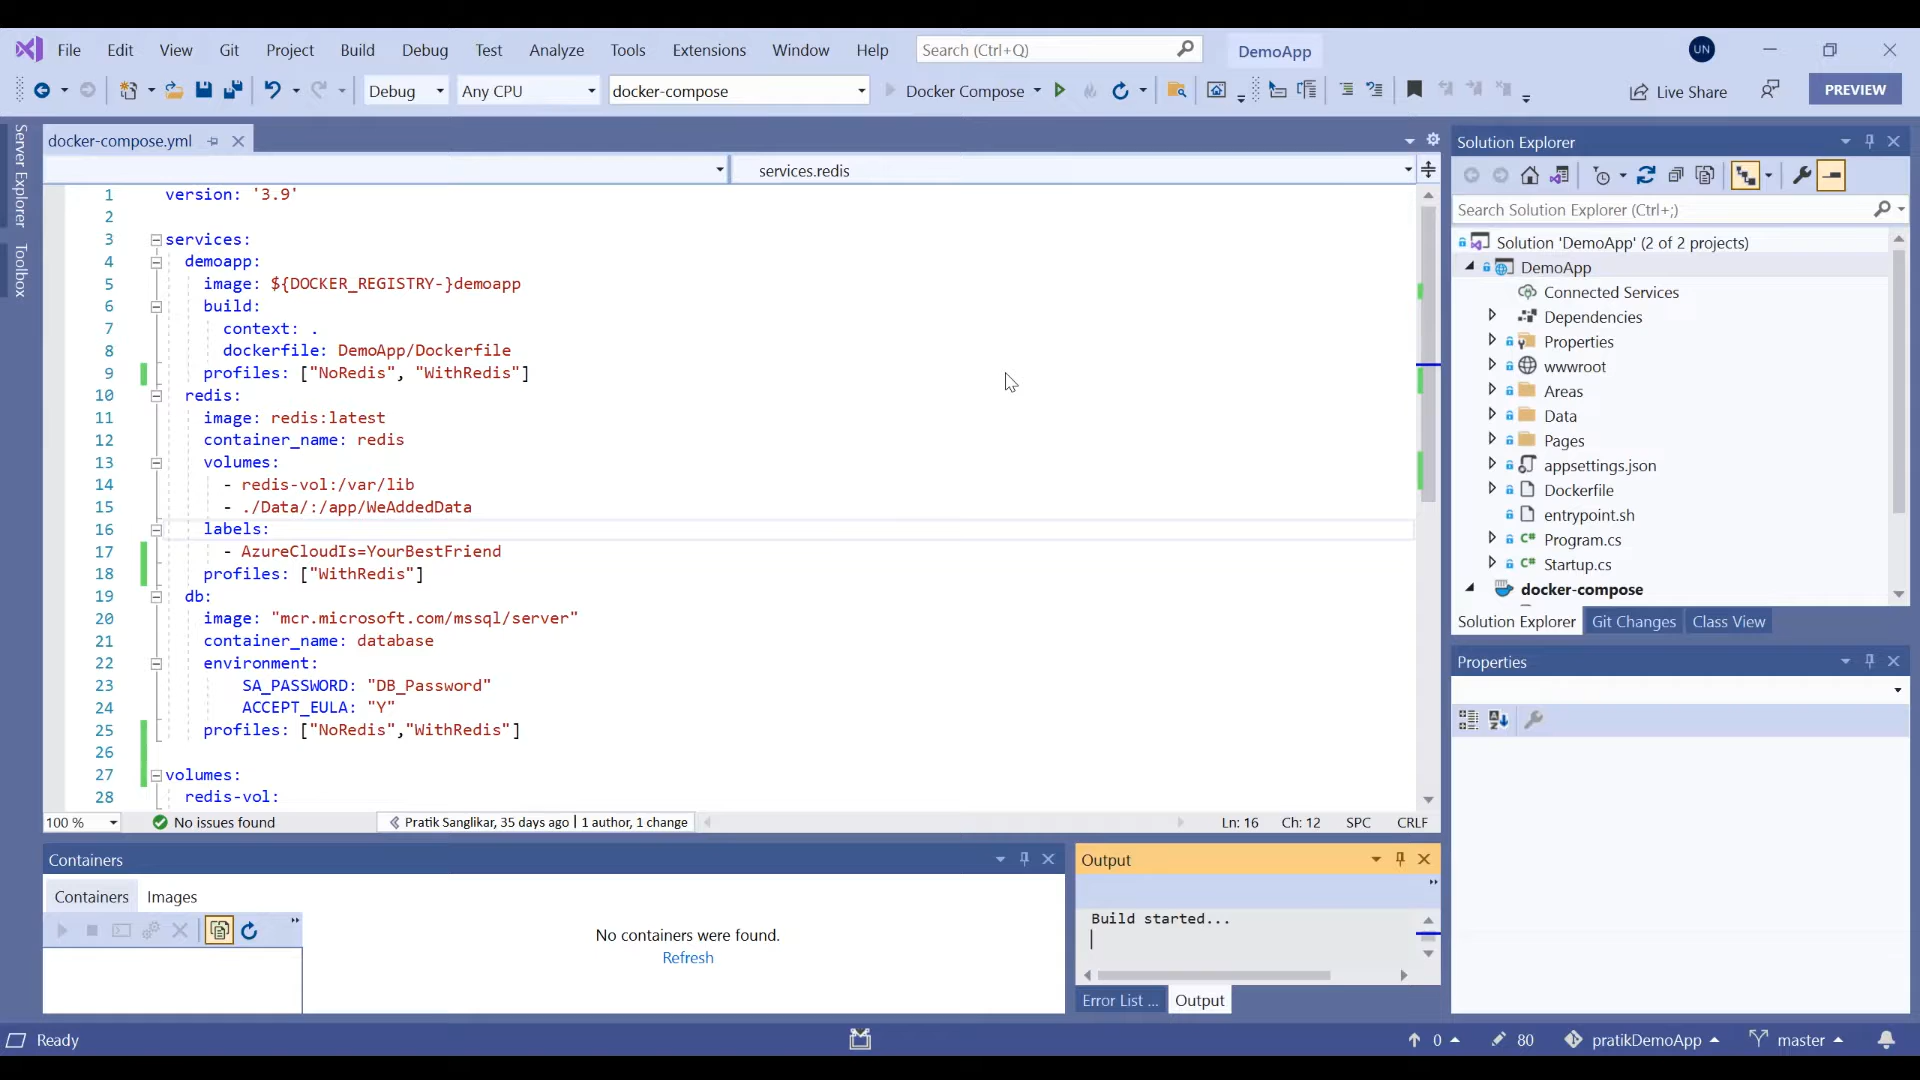 File Edit View Git Project Build Debug Test Analyze Tools Extensions Window Help Search (Ctrl+Q) DemoApp UN
Debug Any CPU docker-compose Docker Compose Live Share PREVIEW
Server Explorer
Toolbox
docker-compose.yml
services.redis
1 version: '3.9'
2
3 services:
4 demoapp:
5 image: ${DOCKER_REGISTRY-}demoapp
6 build:
7 context: .
8 dockerfile: DemoApp/Dockerfile
9 profiles: ["NoRedis", "WithRedis"]
10 redis:
11 image: redis:latest
12 container_name: redis
13 volumes:
14 - redis-vol:/var/lib
15 - ./Data/:/app/WeAddedData
16 labels:
17 - AzureCloudIs=YourBestFriend
18 profiles: ["WithRedis"]
19 db:
20 image: "mcr.microsoft.com/mssql/server"
21 container_name: database
22 environment:
23 SA_PASSWORD: "DB_Password"
24 ACCEPT_EULA: "Y"
25 profiles: ["NoRedis","WithRedis"]
26
27 volumes:
28 redis-vol:
100 % No issues found Pratik Sanglikar, 35 days ago | 1 author, 1 change Ln: 16 Ch: 12 SPC CRLF
Solution Explorer
Search Solution Explorer (Ctrl+;)
Solution 'DemoApp' (2 of 2 projects)
DemoApp
Connected Services
Dependencies
Properties
wwwroot
Areas
Data
Pages
appsettings.json
Dockerfile
entrypoint.sh
Program.cs
Startup.cs
docker-compose
Solution Explorer Git Changes Class View
Properties
Containers
Containers Images
No containers were found.
Refresh
Output
Build started...
Error List ... Output
Ready 0 80 pratikDemoApp master